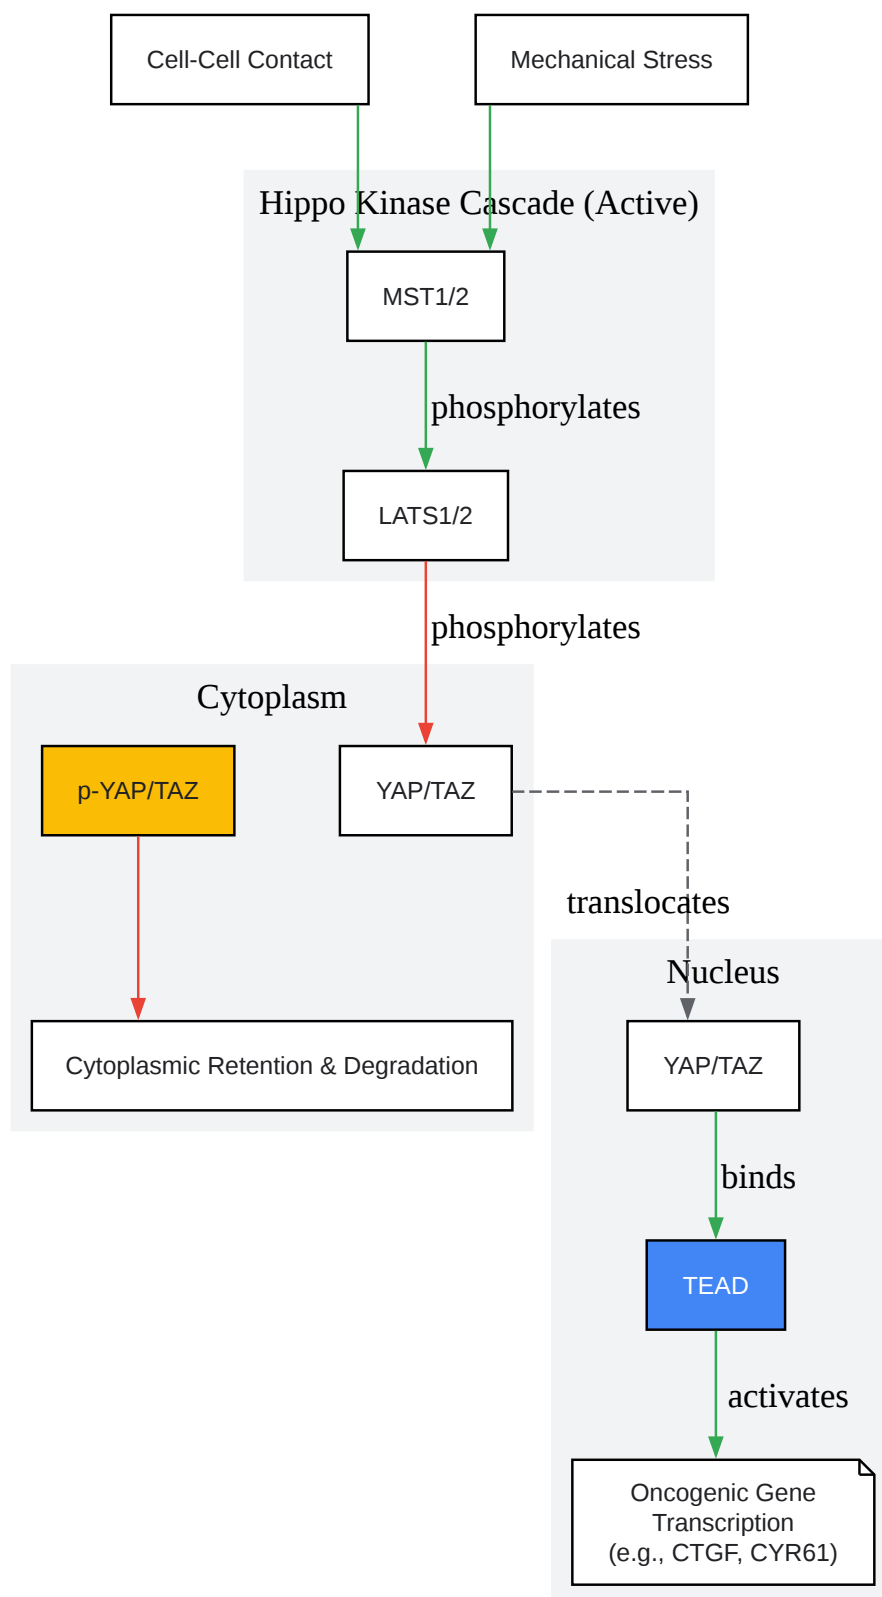 Cell-Cell Contact
Mechanical Stress
Hippo Kinase Cascade (Active)
MST1/2
phosphorylates
LATS1/2
phosphorylates
Cytoplasm
p-YAP/TAZ
YAP/TAZ
translocates
Nucleus
Cytoplasmic Retention & Degradation
YAP/TAZ
binds
TEAD
activates
Oncogenic Gene
Transcription
(e.g., CTGF, CYR61)